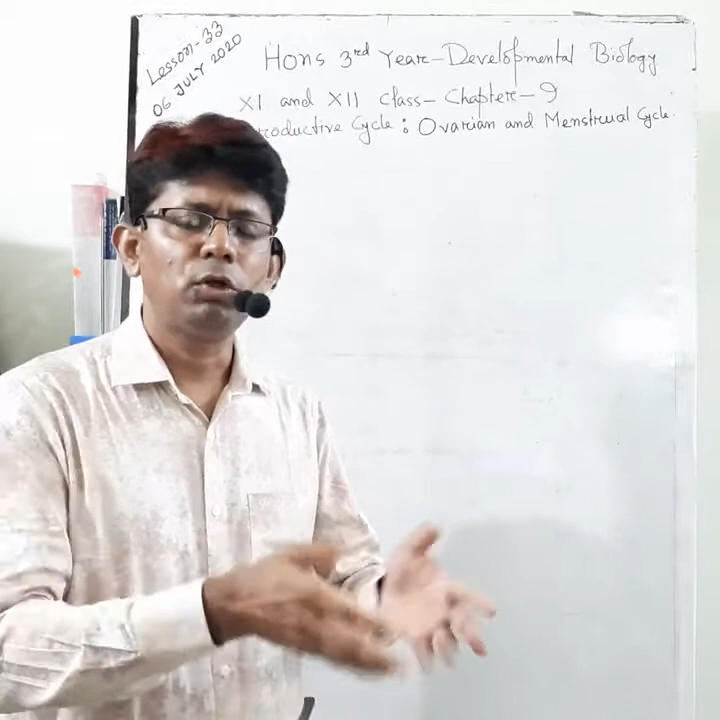 Lesson-33
06 JULY 2020
Hons 3rd Year-Developmental Biology
XI and XII class- Chapter-9
roductive Cycle: Ovarian and Menstrual Cycle.